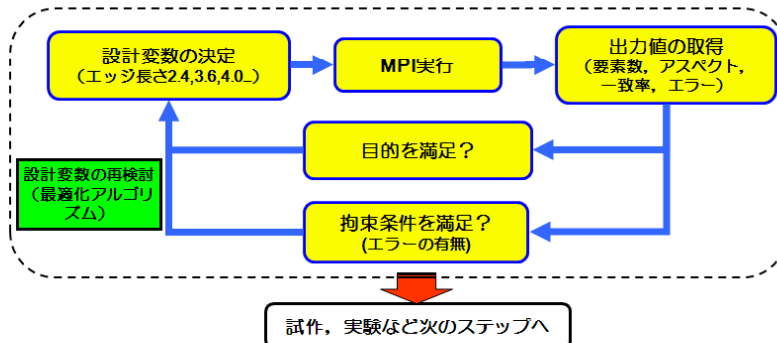 設計変数の決定
(エッジ長さ2.4,3.6,4.0...
MPI実行
出力値の取得
(要素数，アスペクト，
一致率，エラー)
目的を満足？
設計変数の再検討
(最適化アルゴリ
ズム)
拘束条件を満足？
(エラーの有無)
試作，実験など次のステップへ